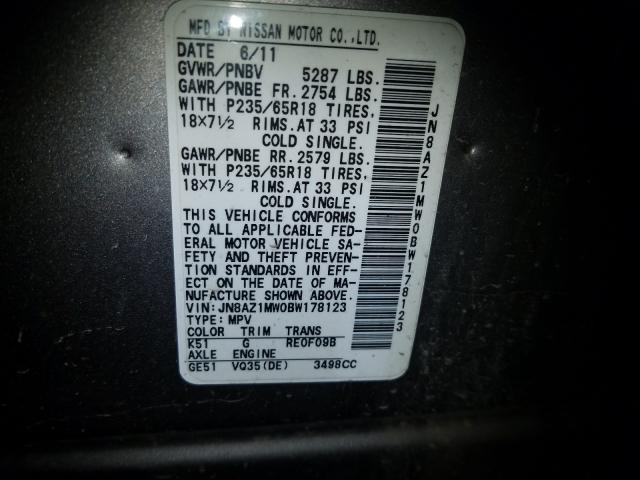 MFD BY NISSAN MOTOR CO.,LTD.
DATE 6/11
GVWR/PNBV 5287 LBS.
GAWR/PNBE FR. 2754 LBS.
WITH P235/65R18 TIRES,
18×7½ RIMS. AT 33 PSI
COLD SINGLE.
GAWR/PNBE RR. 2579 LBS.
WITH P235/65R18 TIRES,
18×7½ RIMS. AT 33 PSI
COLD SINGLE.
THIS VEHICLE CONFORMS
TO ALL APPLICABLE FED-
ERAL MOTOR VEHICLE SA-
FETY AND THEFT PREVEN-
TION STANDARDS IN EFF-
ECT ON THE DATE OF MA-
NUFACTURE SHOWN ABOVE.
VIN: JN8AZ1MW0BW178123
TYPE: MPV
COLOR TRIM TRANS
K51 G RE0F09B
AXLE ENGINE
GE51 VQ35(DE) 3498CC
JN8AZ1MW0BW178123